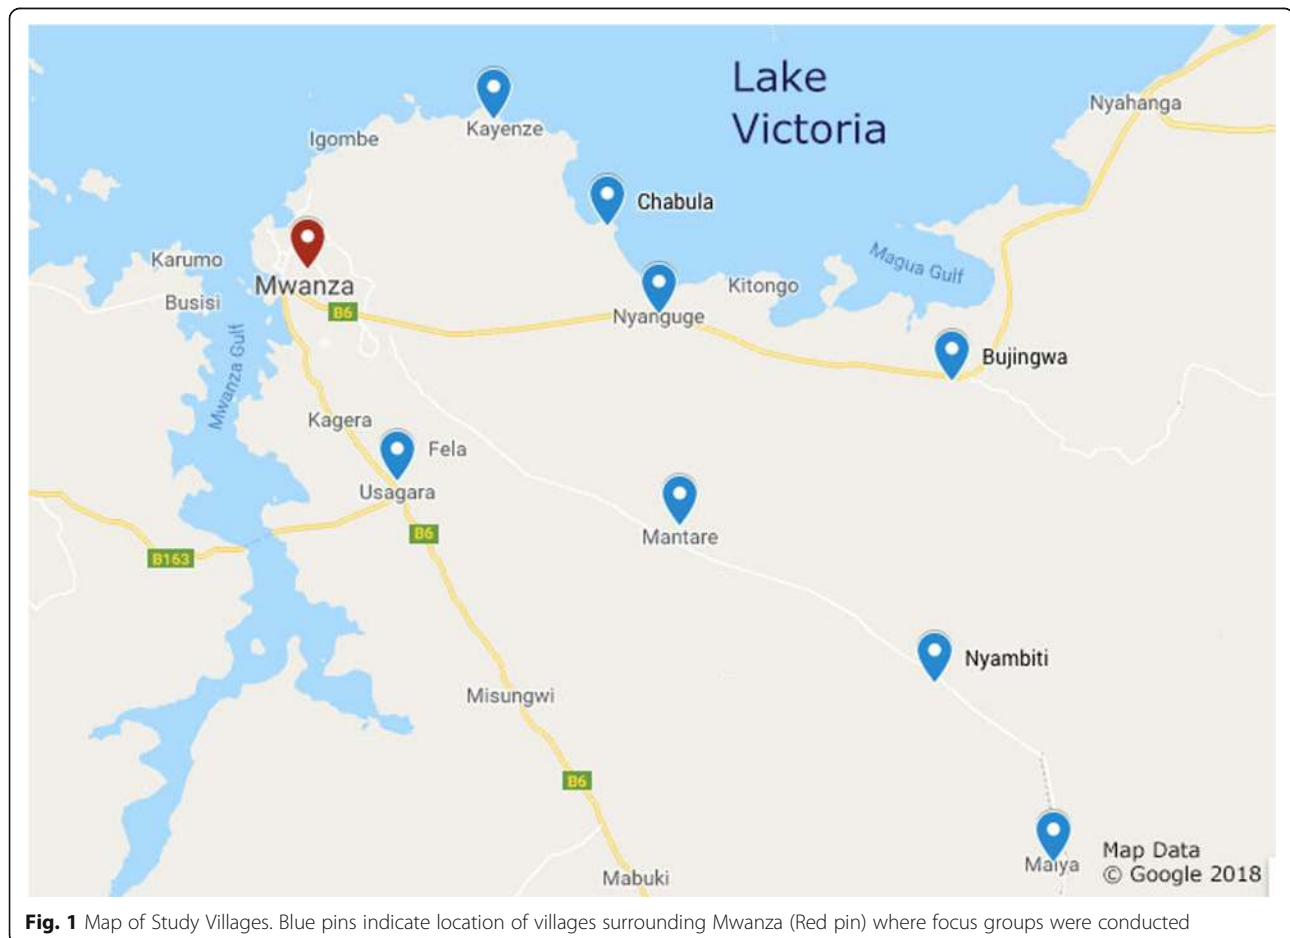 Lake
Victoria
Nyahanga
Kayenze
Igombe
Chabula
Magua Gulf
Karumo
Mwanza
Kitongo
Busisi
B6
Nyanguge
Mwanza Gulf
Bujingwa
Kagera
Fela
Usagara
B6
Mantare
B163
Nyambiti
Misungwi
B6
Maiya
Map Data
© Google 2018
Mabuki
Fig. 1 Map of Study Villages. Blue pins indicate location of villages surrounding Mwanza (Red pin) where focus groups were conducted